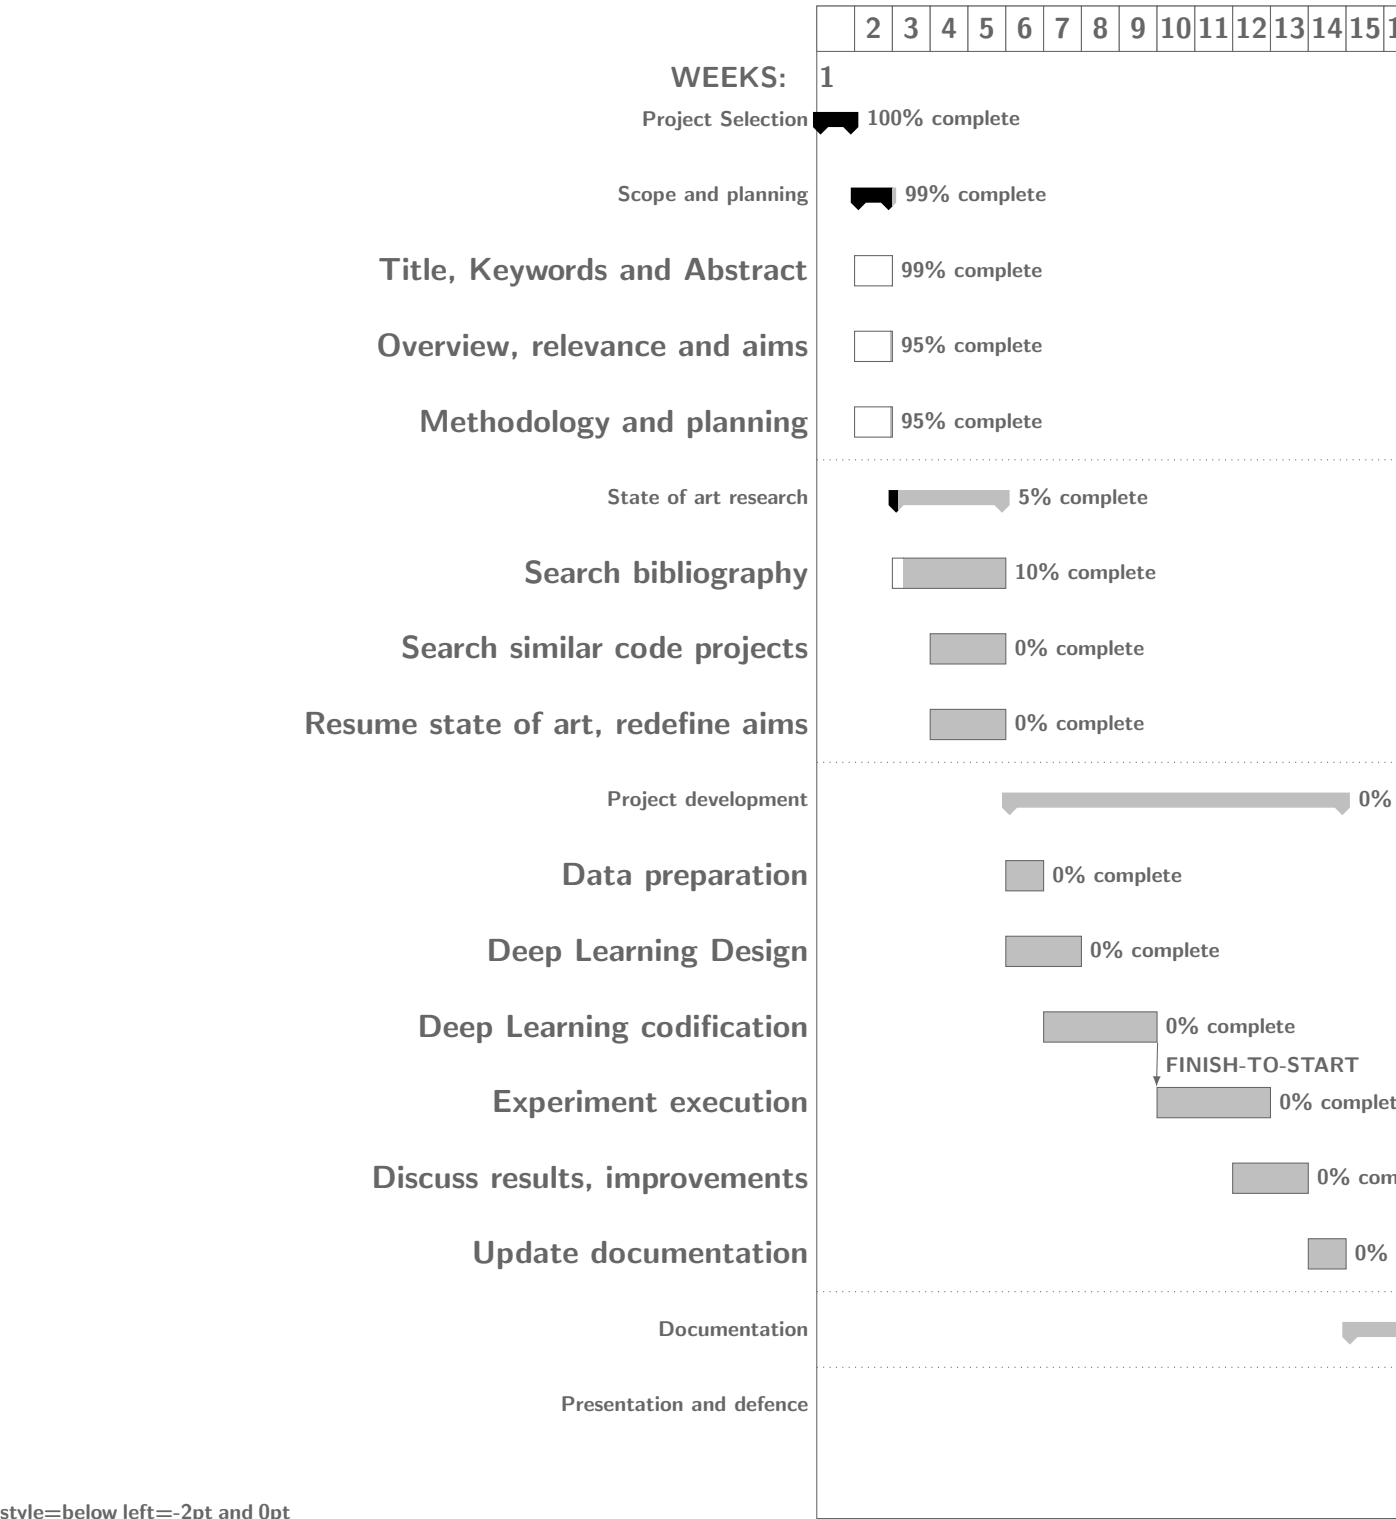 2 3 4 5 6 7 8 9 10 11 12 13 14 15 1
WEEKS: 1
Project Selection 100% complete
Scope and planning 99% complete
Title, Keywords and Abstract 99% complete
Overview, relevance and aims 95% complete
Methodology and planning 95% complete
State of art research 5% complete
Search bibliography 10% complete
Search similar code projects 0% complete
Resume state of art, redefine aims 0% complete
Project development 0%
Data preparation 0% complete
Deep Learning Design 0% complete
Deep Learning codification 0% complete
FINISH-TO-START
Experiment execution 0% complet
Discuss results, improvements 0% com
Update documentation 0%
Documentation
Presentation and defence
style=below left=-2pt and 0pt